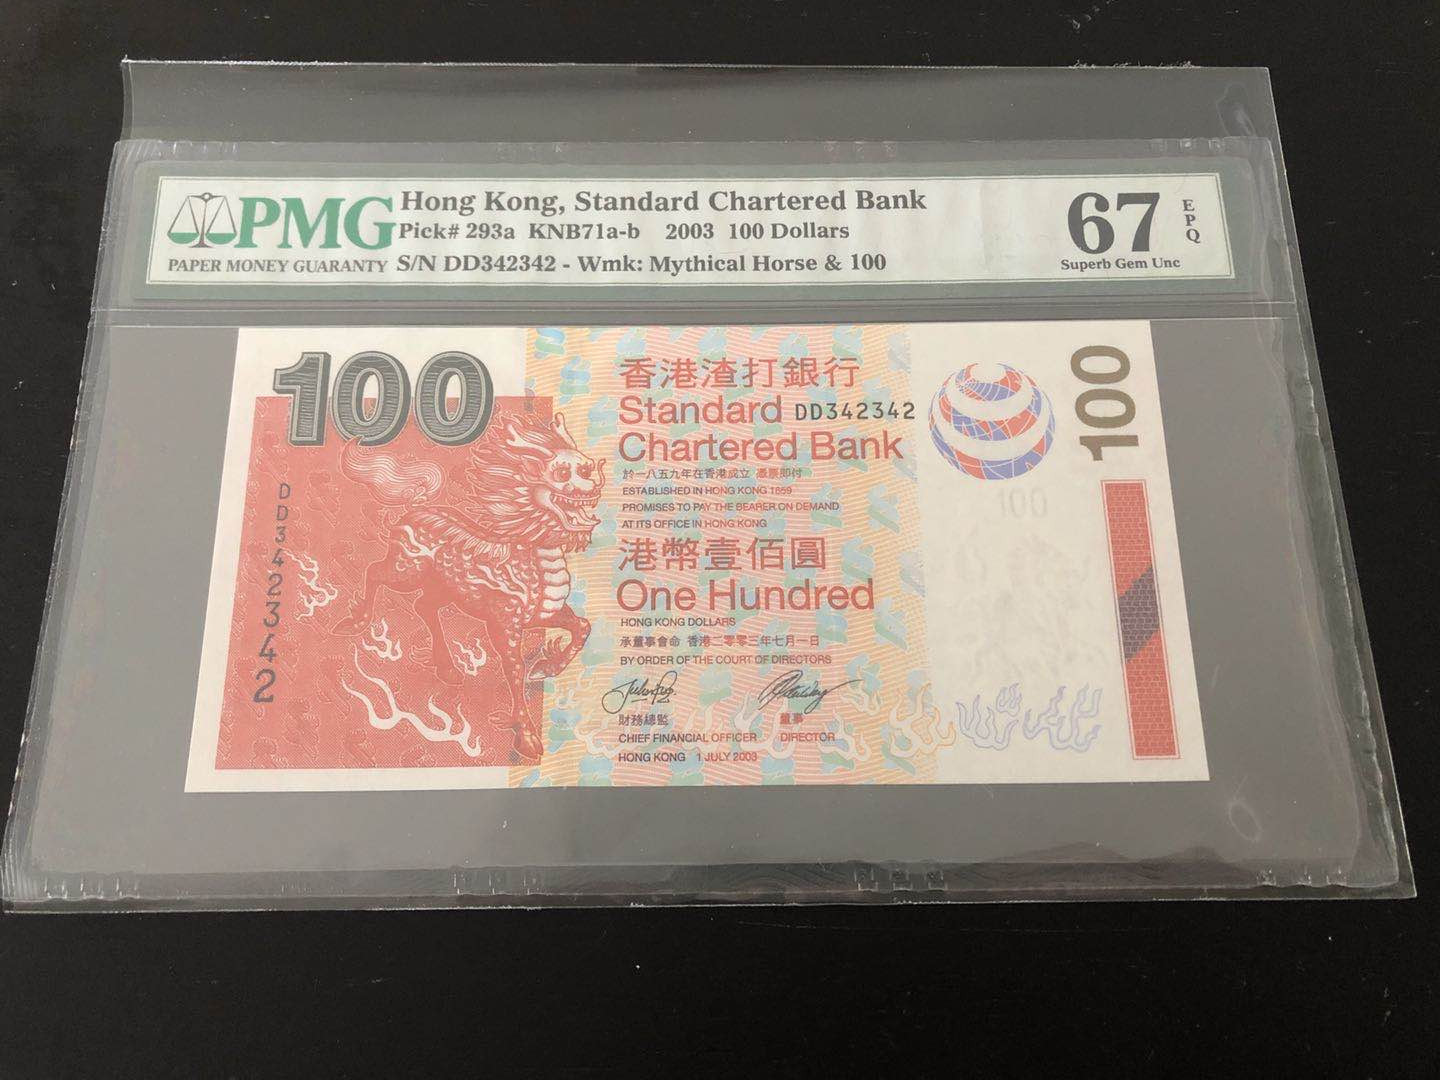 PMG
PAPER MONEY GUARANTY
Hong Kong, Standard Chartered Bank
Pick# 293a KNB71a-b 2003 100 Dollars
S/N DD342342 - Wmk: Mythical Horse & 100
67
EPQ
Superb Gem Unc
100
香港渣打銀行
Standard
DD342342
Chartered Bank
於一八五九年在香港成立 憑票即付
ESTABLISHED IN HONG KONG 1859
PROMISES TO PAY THE BEARER ON DEMAND
AT ITS OFFICE IN HONG KONG
港幣壹佰圓
One Hundred
HONG KONG DOLLARS
承董事會命 香港二零零三年七月一日
BY ORDER OF THE COURT OF DIRECTORS
財務總監 董事
CHIEF FINANCIAL OFFICER DIRECTOR
HONG KONG 1 JULY 2003
DD342342
100
100